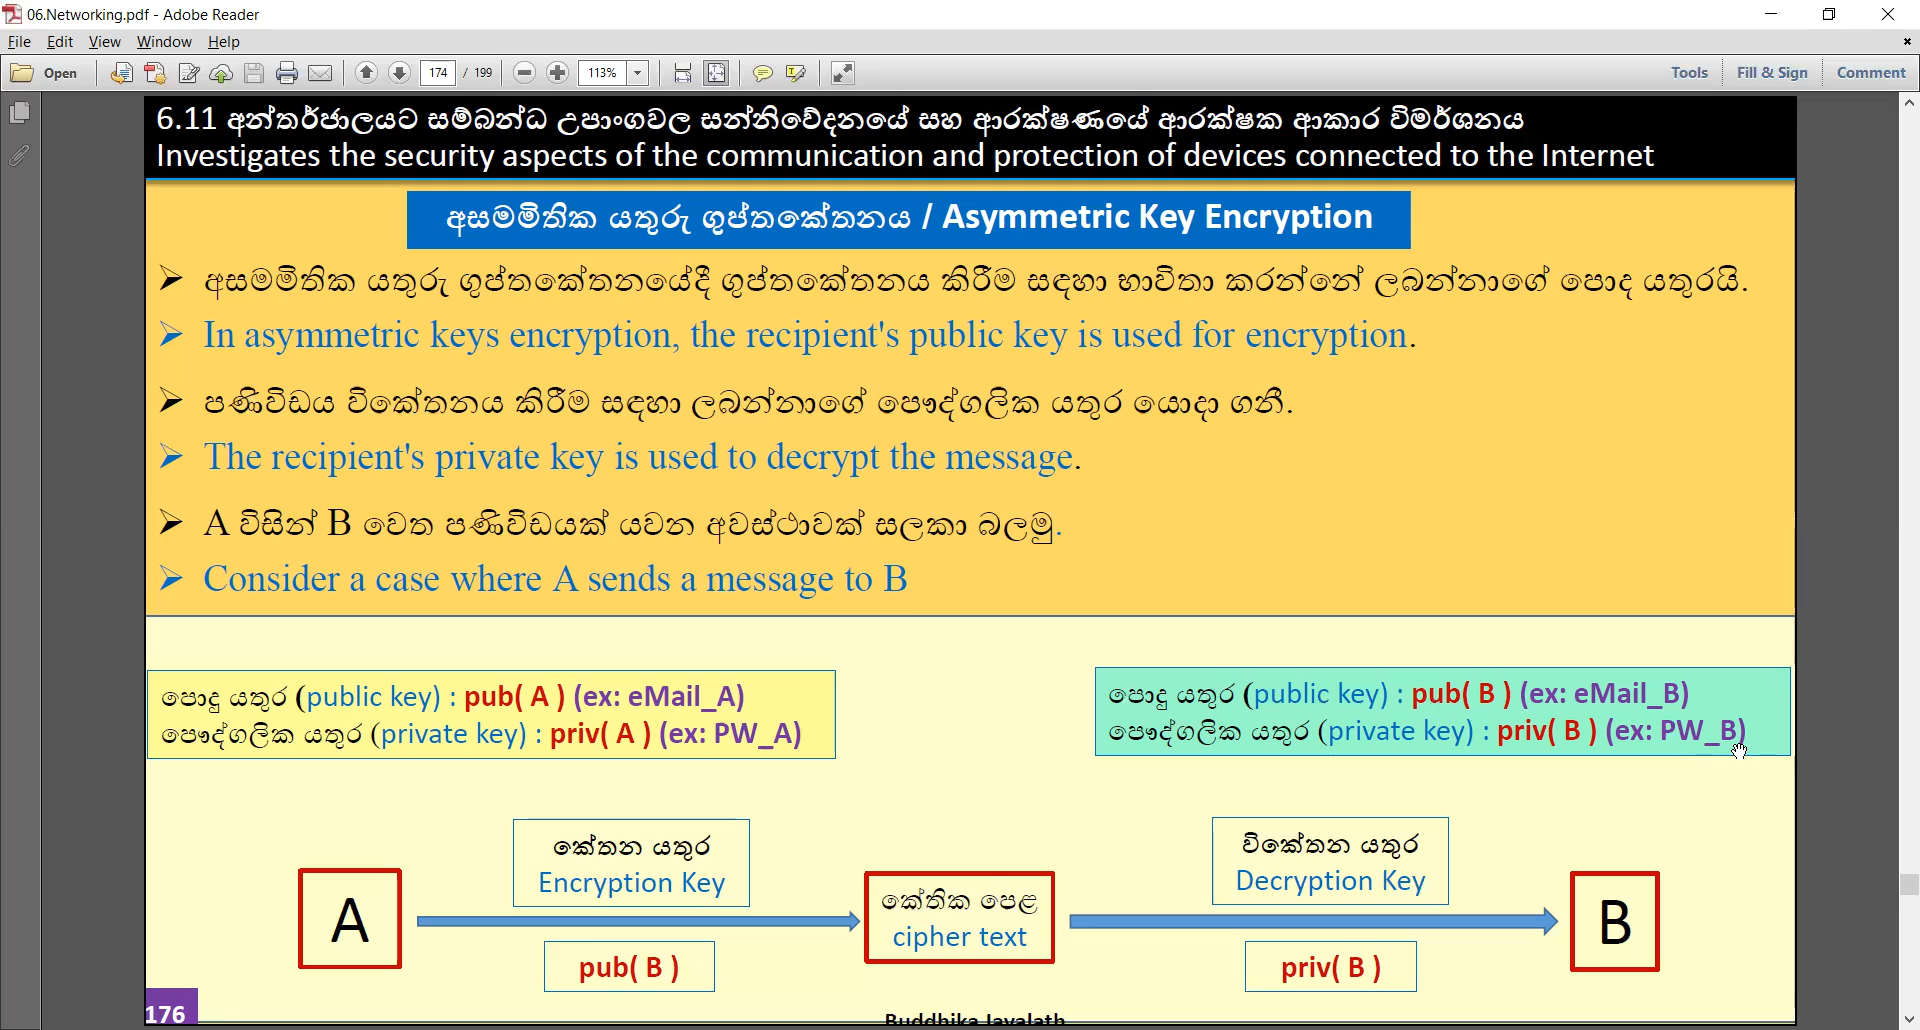 06.Networking.pdf - Adobe Reader
File Edit View Window Help
Open 174 / 199 113% Tools Fill & Sign Comment
6.11 අන්තර්ජාලයට සම්බන්ධ උපාංගවල සන්නිවේදනයේ සහ ආරක්ෂණයේ ආරක්ෂක ආකාර විමර්ශනය
Investigates the security aspects of the communication and protection of devices connected to the Internet
අසමමිතික යතුරු ගුප්තකේතනය / Asymmetric Key Encryption
➢ අසමමිතික යතුරු ගුප්තකේතනයේදී ගුප්තකේතනය කිරීම සඳහා භාවිතා කරන්නේ ලබන්නාගේ පොද යතුරයි.
➢ In asymmetric keys encryption, the recipient's public key is used for encryption.
➢ පණිවිඩය විකේතනය කිරීම සඳහා ලබන්නාගේ පෞද්ගලික යතුර යොදා ගනී.
➢ The recipient's private key is used to decrypt the message.
➢ A විසින් B වෙත පණිවිඩයක් යවන අවස්ථාවක් සලකා බලමු.
➢ Consider a case where A sends a message to B
පොදු යතුර (public key) : pub( A ) (ex: eMail_A)
පෞද්ගලික යතුර (private key) : priv( A ) (ex: PW_A)
පොදු යතුර (public key) : pub( B ) (ex: eMail_B)
පෞද්ගලික යතුර (private key) : priv( B ) (ex: PW_B)
කේතන යතුර
Encryption Key
විකේතන යතුර
Decryption Key
A
කේතික පෙළ
cipher text
B
pub( B )
priv( B )
176
Buddhika Jayalath